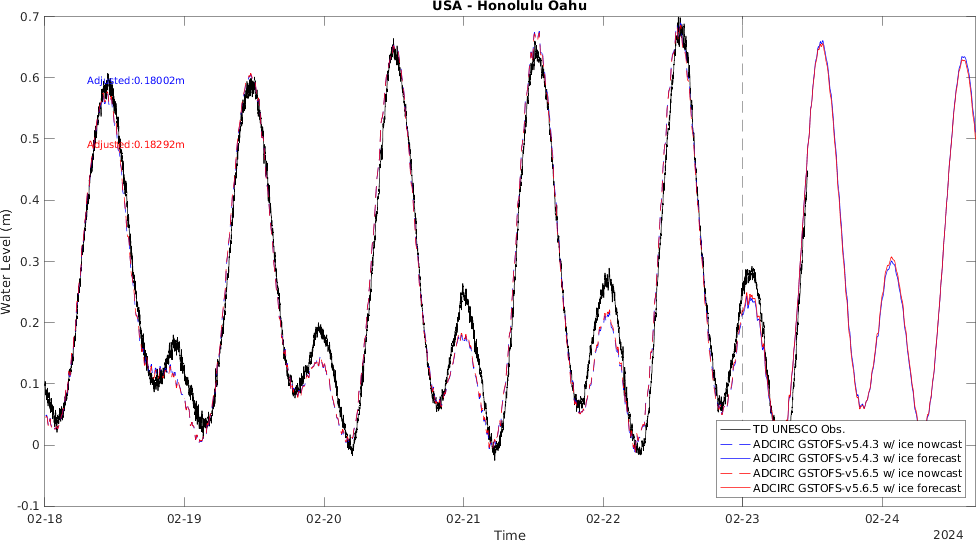 USA - Honolulu Oahu
0.7
0.6
0.5
0.4
0.3
0.2
0.1
0
-0.1
Water Level (m)
Adjusted:0.18002m
Adjusted:0.18292m
TD UNESCO Obs.
ADCIRC GSTOFS-v5.4.3 w/ ice nowcast
ADCIRC GSTOFS-v5.4.3 w/ ice forecast
ADCIRC GSTOFS-v5.6.5 w/ ice nowcast
ADCIRC GSTOFS-v5.6.5 w/ ice forecast
02-18 02-19 02-20 02-21 02-22 02-23 02-24
Time
2024